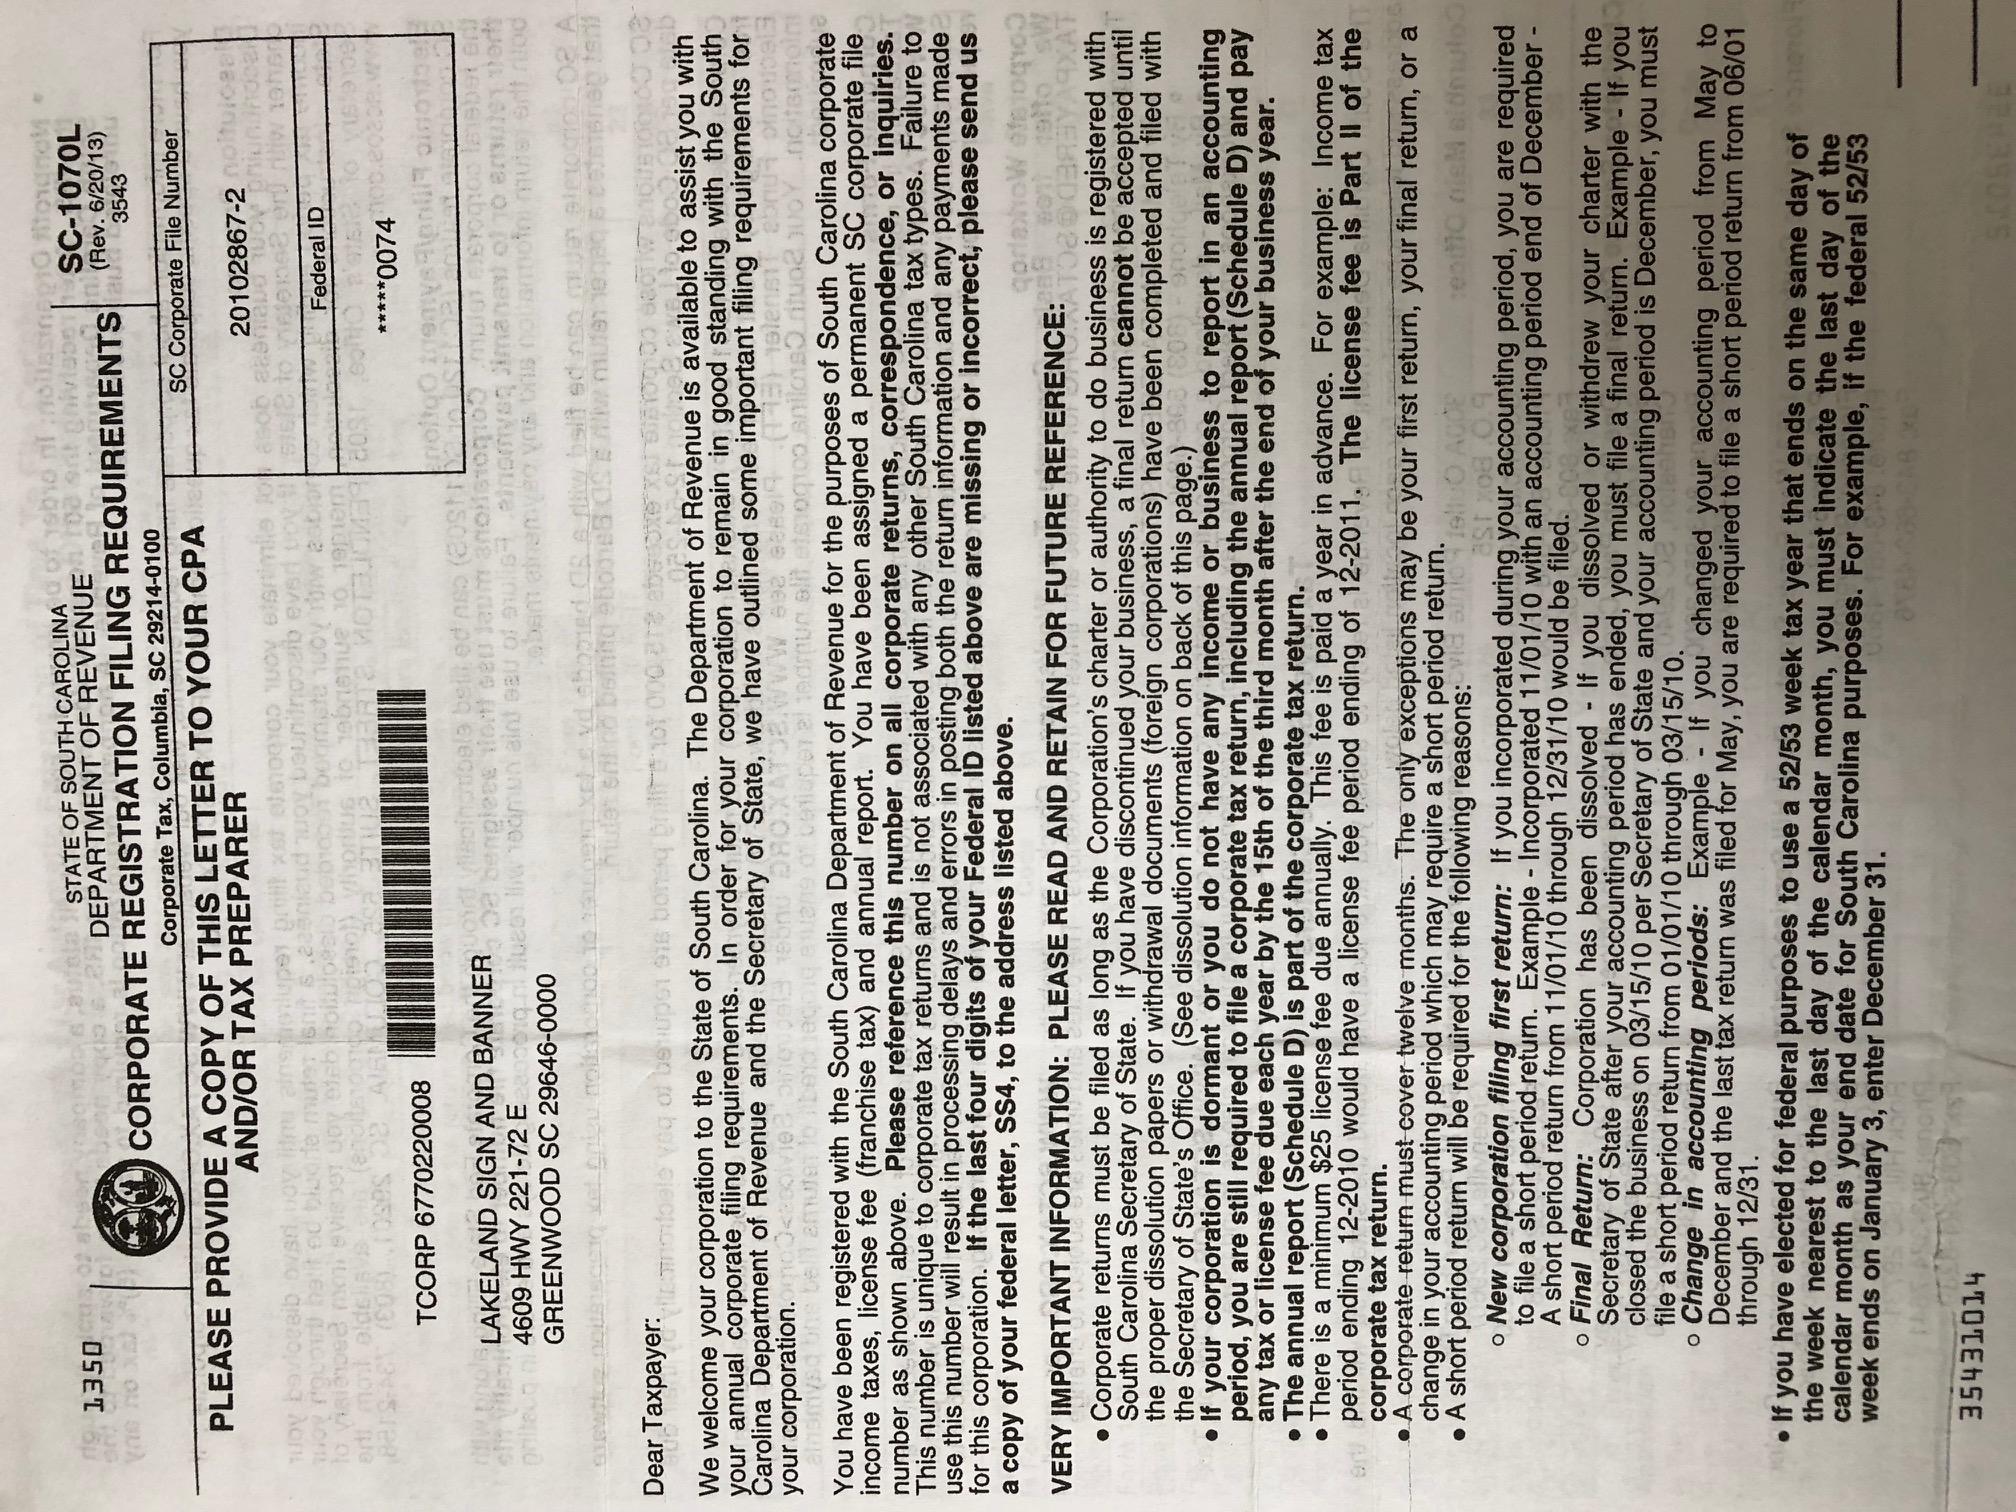 1350
STATE OF SOUTH CAROLINA
DEPARTMENT OF REVENUE
CORPORATE REGISTRATION FILING REQUIREMENTS
Corporate Tax, Columbia, SC 29214-0100
SC-1070L
(Rev. 6/20/13)
3543
PLEASE PROVIDE A COPY OF THIS LETTER TO YOUR CPA
AND/OR TAX PREPARER
SC Corporate File Number
20102867-2
Federal ID
*****0074
TCORP 6770220008
LAKELAND SIGN AND BANNER
4609 HWY 221-72 E
GREENWOOD SC 29646-0000
Dear Taxpayer:
We welcome your corporation to the State of South Carolina. The Department of Revenue is available to assist you with
your annual corporate filing requirements. In order for your corporation to remain in good standing with the South
Carolina Department of Revenue and the Secretary of State, we have outlined some important filing requirements for
your corporation.
You have been registered with the South Carolina Department of Revenue for the purposes of South Carolina corporate
income taxes, license fee (franchise tax) and annual report. You have been assigned a permanent SC corporate file
number as shown above. Please reference this number on all corporate returns, correspondence, or inquiries.
This number is unique to corporate tax returns and is not associated with any other South Carolina tax types. Failure to
use this number will result in processing delays and errors in posting both the return information and any payments made
for this corporation. If the last four digits of your Federal ID listed above are missing or incorrect, please send us
a copy of your federal letter, SS4, to the address listed above.
VERY IMPORTANT INFORMATION: PLEASE READ AND RETAIN FOR FUTURE REFERENCE:
• Corporate returns must be filed as long as the Corporation's charter or authority to do business is registered with
South Carolina Secretary of State. If you have discontinued your business, a final return cannot be accepted until
the proper dissolution papers or withdrawal documents (foreign corporations) have been completed and filed with
the Secretary of State's Office. (See dissolution information on back of this page.)
• If your corporation is dormant or you do not have any income or business to report in an accounting
period, you are still required to file a corporate tax return, including the annual report (Schedule D) and pay
any tax or license fee due each year by the 15th of the third month after the end of your business year.
• The annual report (Schedule D) is part of the corporate tax return.
• There is a minimum $25 license fee due annually. This fee is paid a year in advance. For example: Income tax
period ending 12-2010 would have a license fee period ending of 12-2011. The license fee is Part II of the
corporate tax return.
• A corporate return must cover twelve months. The only exceptions may be your first return, your final return, or a
change in your accounting period which may require a short period return.
• A short period return will be required for the following reasons:
o New corporation filing first return: If you incorporated during your accounting period, you are required
to file a short period return. Example - Incorporated 11/01/10 with an accounting period end of December -
A short period return from 11/01/10 through 12/31/10 would be filed.
o Final Return: Corporation has been dissolved - If you dissolved or withdrew your charter with the
Secretary of State after your accounting period has ended, you must file a final return. Example - If you
closed the business on 03/15/10 per Secretary of State and your accounting period is December, you must
file a short period return from 01/01/10 through 03/15/10.
o Change in accounting periods: Example - If you changed your accounting period from May to
December and the last tax return was filed for May, you are required to file a short period return from 06/01
through 12/31.
• If you have elected for federal purposes to use a 52/53 week tax year that ends on the same day of
the week nearest to the last day of the calendar month, you must indicate the last day of the
calendar month as your end date for South Carolina purposes. For example, if the federal 52/53
week ends on January 3, enter December 31.
35431014